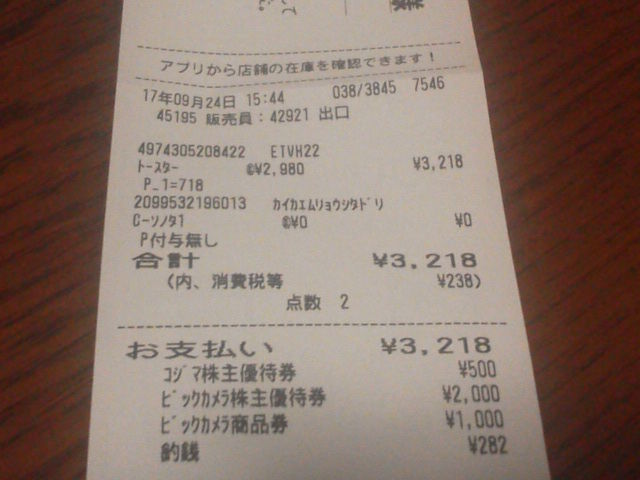 アプリから店舗の在庫を確認できます！
17年09月24日 15:44 038/3845 7546
45195 販売員：42921 出口
4974305208422 ETVH22
ﾄｰｽﾀｰ @¥2,980 ¥3,218
P_1=718
2099532196013 ｶｲｶｴﾑﾘｮｳｼﾀﾄﾞﾘ
C-ｿﾉﾀ1 @¥0 ¥0
P付与無し
合計 ¥3,218
(内、消費税等 ¥238)
点数 2
お支払い ¥3,218
ｺｼﾞﾏ株主優待券 ¥500
ﾋﾞｯｸｶﾒﾗ株主優待券 ¥2,000
ﾋﾞｯｸｶﾒﾗ商品券 ¥1,000
釣銭 ¥282